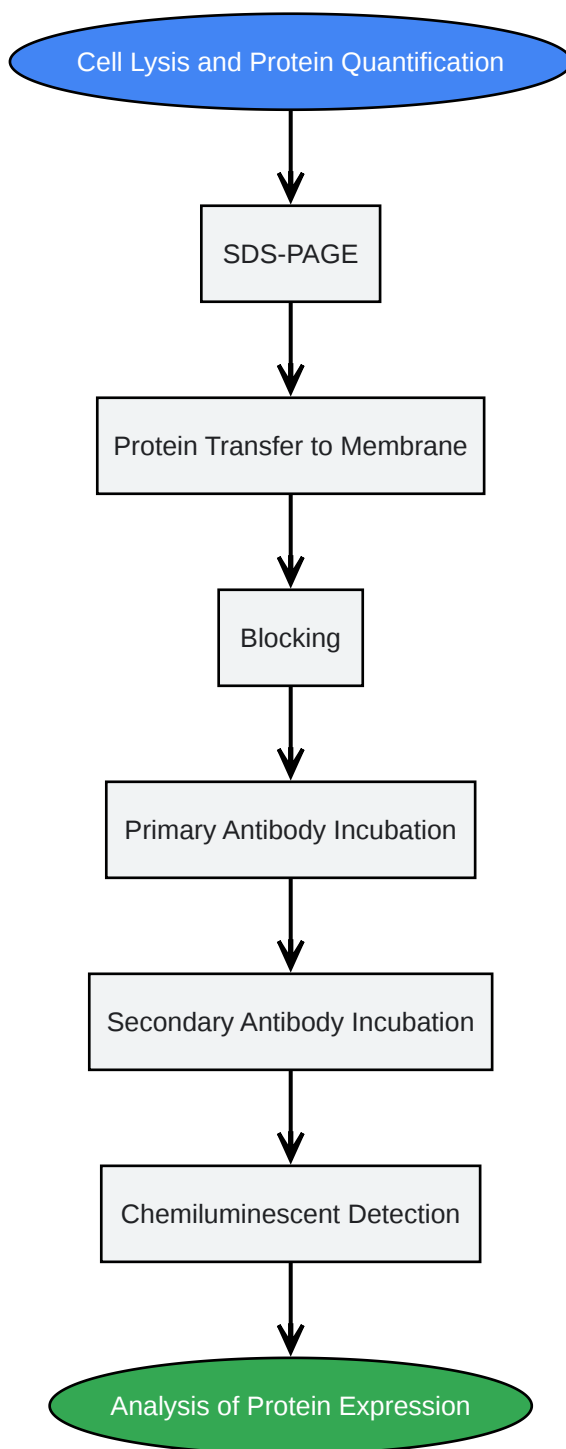 Cell Lysis and Protein Quantification
SDS-PAGE
Protein Transfer to Membrane
Blocking
Primary Antibody Incubation
Secondary Antibody Incubation
Chemiluminescent Detection
Analysis of Protein Expression